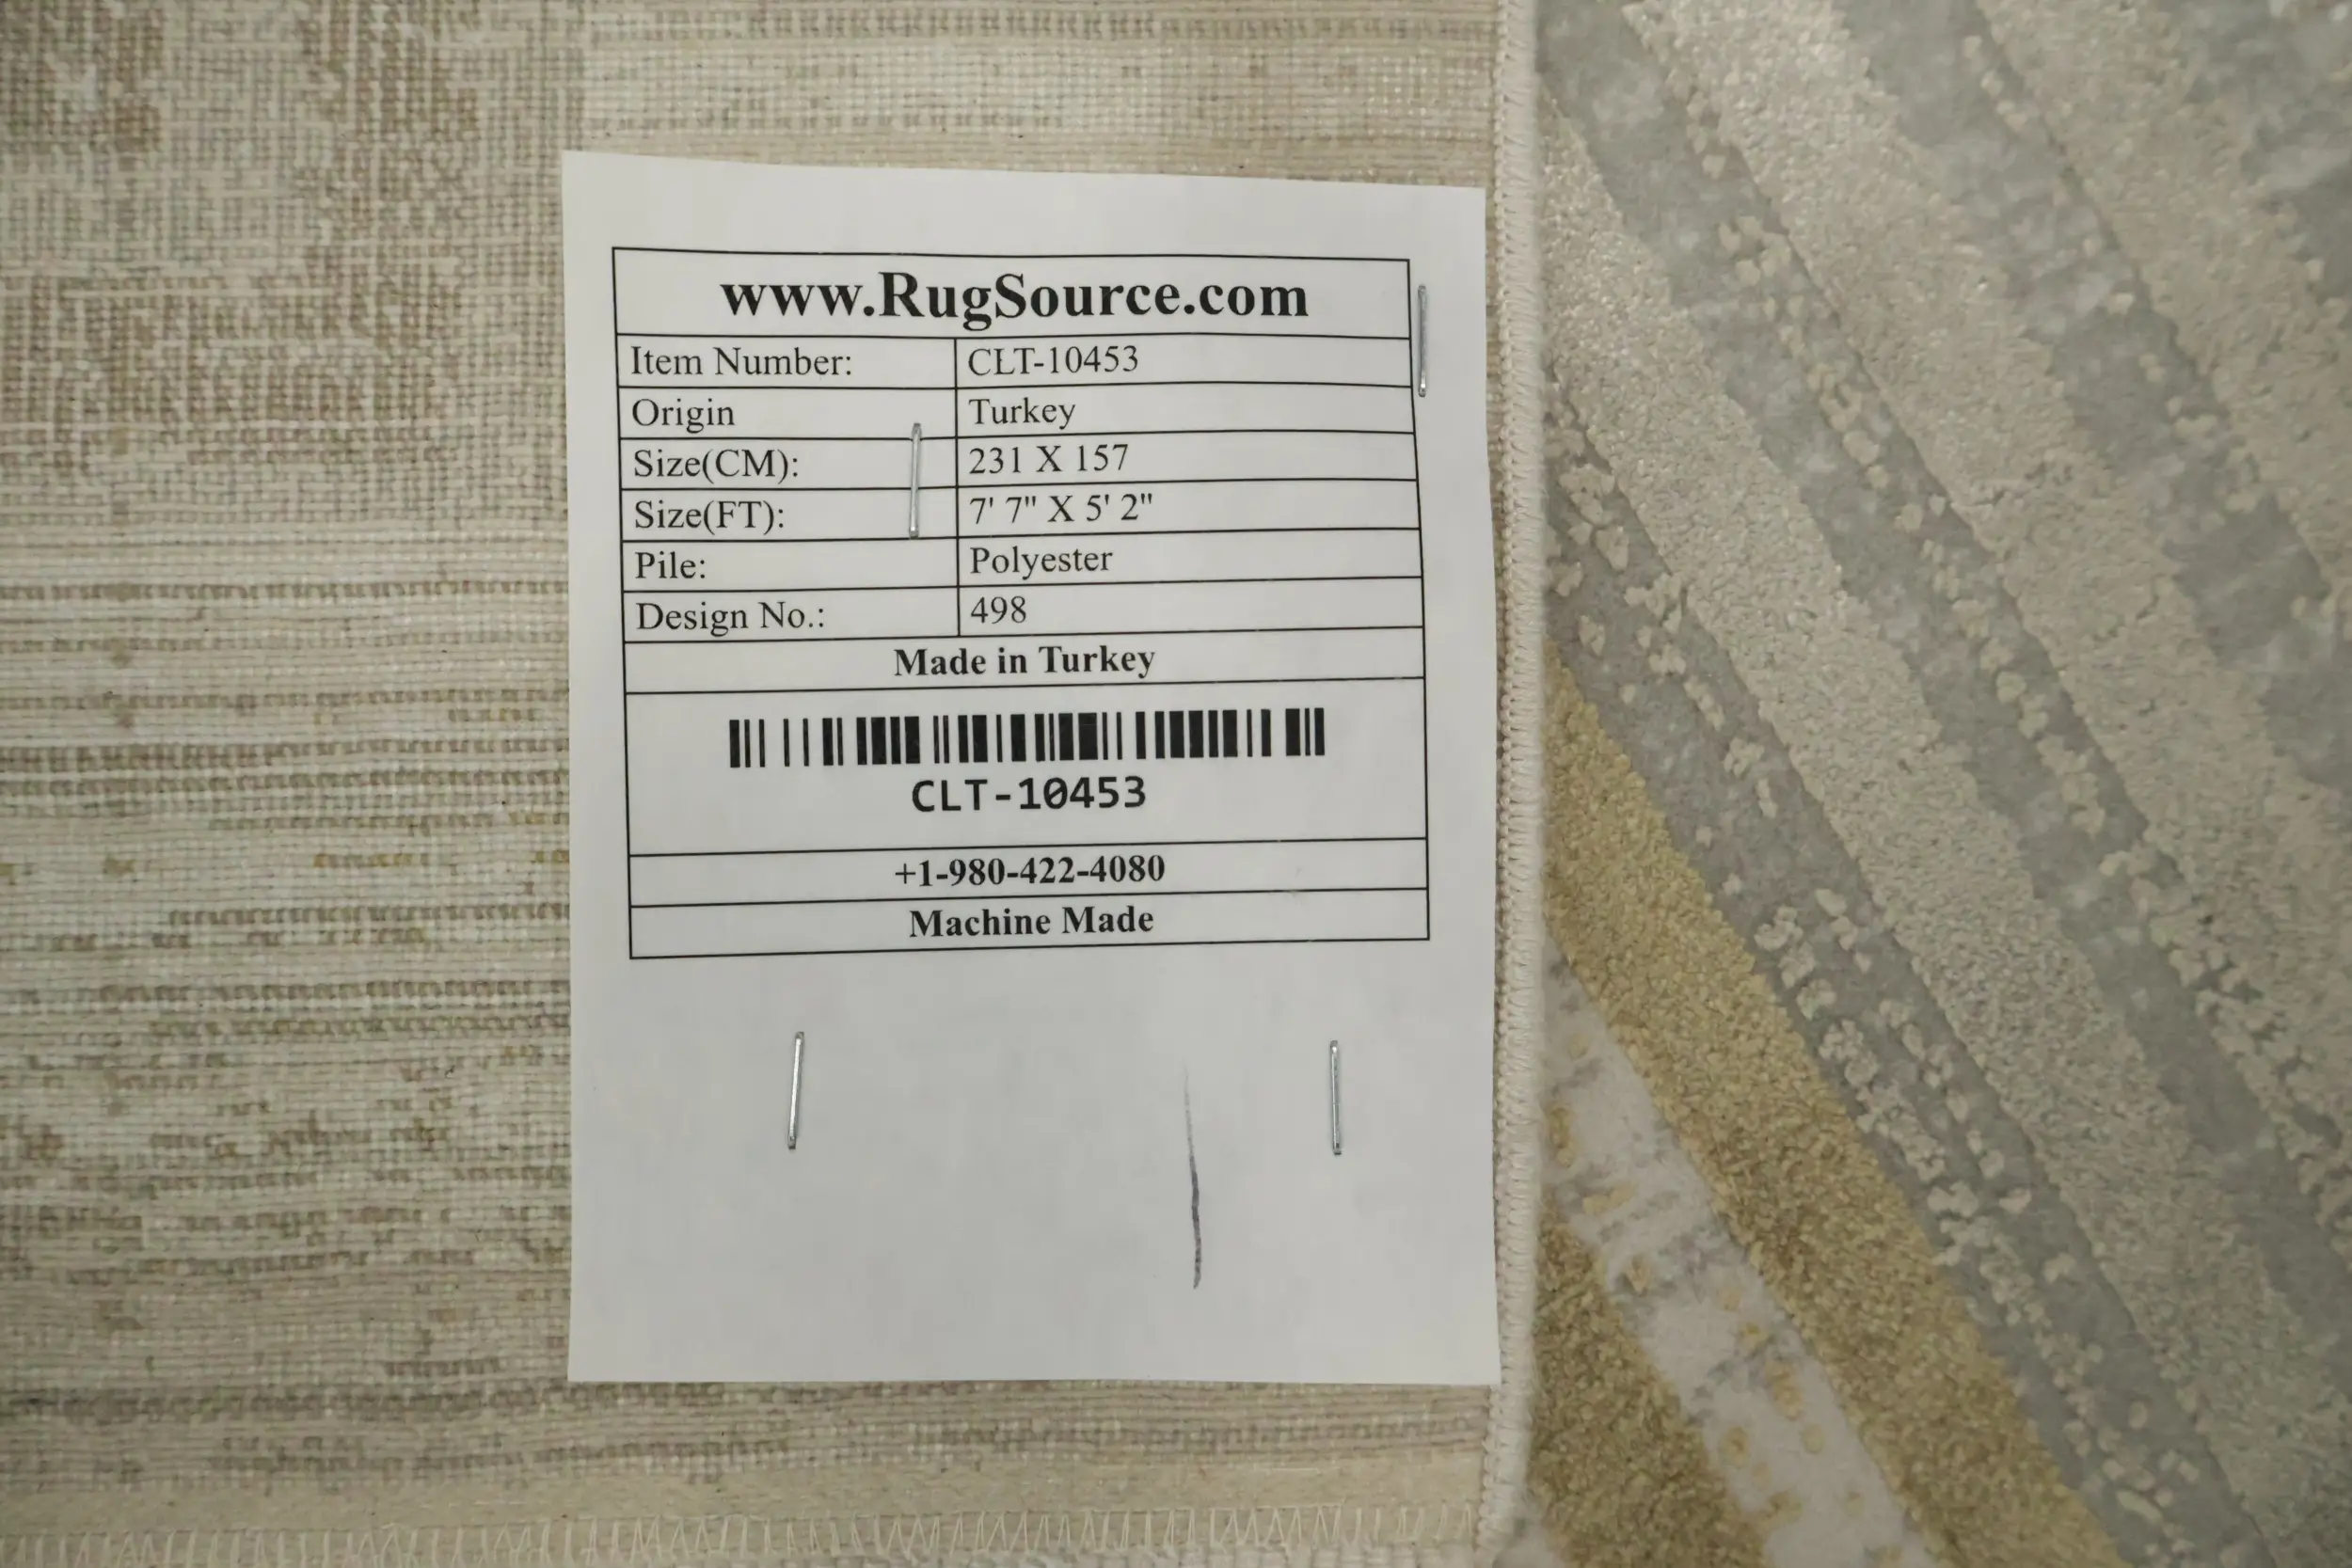 www.RugSource.com
Item Number: CLT-10453
Origin Turkey
Size(CM): 231 X 157
Size(FT): 7' 7" X 5' 2"
Pile: Polyester
Design No.: 498
Made in Turkey
CLT-10453
+1-980-422-4080
Machine Made